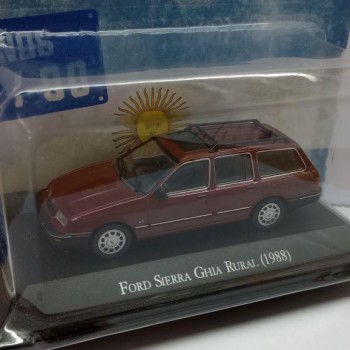 FORD SIERRA GHIA RURAL (1988)